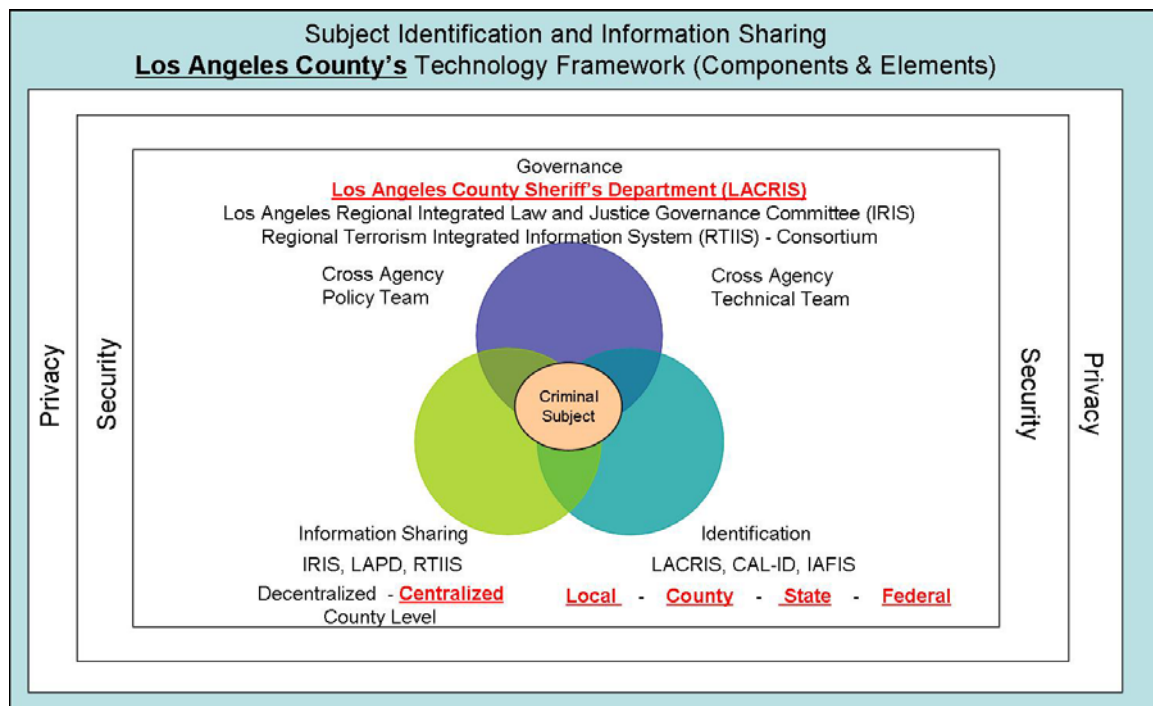 Subject Identification and Information Sharing
Los Angeles County's Technology Framework (Components & Elements)
Governance
Los Angeles County Sheriff's Department (LACRIS)
Los Angeles Regional Integrated Law and Justice Governance Committee (IRIS)
Regional Terrorism Integrated Information System (RTIIS) - Consortium
Cross Agency
Policy Team
Cross Agency
Technical Team
Privacy
Security
Criminal
Subject
Security
Privacy
Information Sharing
IRIS, LAPD, RTIIS
Decentralized - Centralized
County Level
Identification
LACRIS, CAL-ID, IAFIS
Local - County - State - Federal